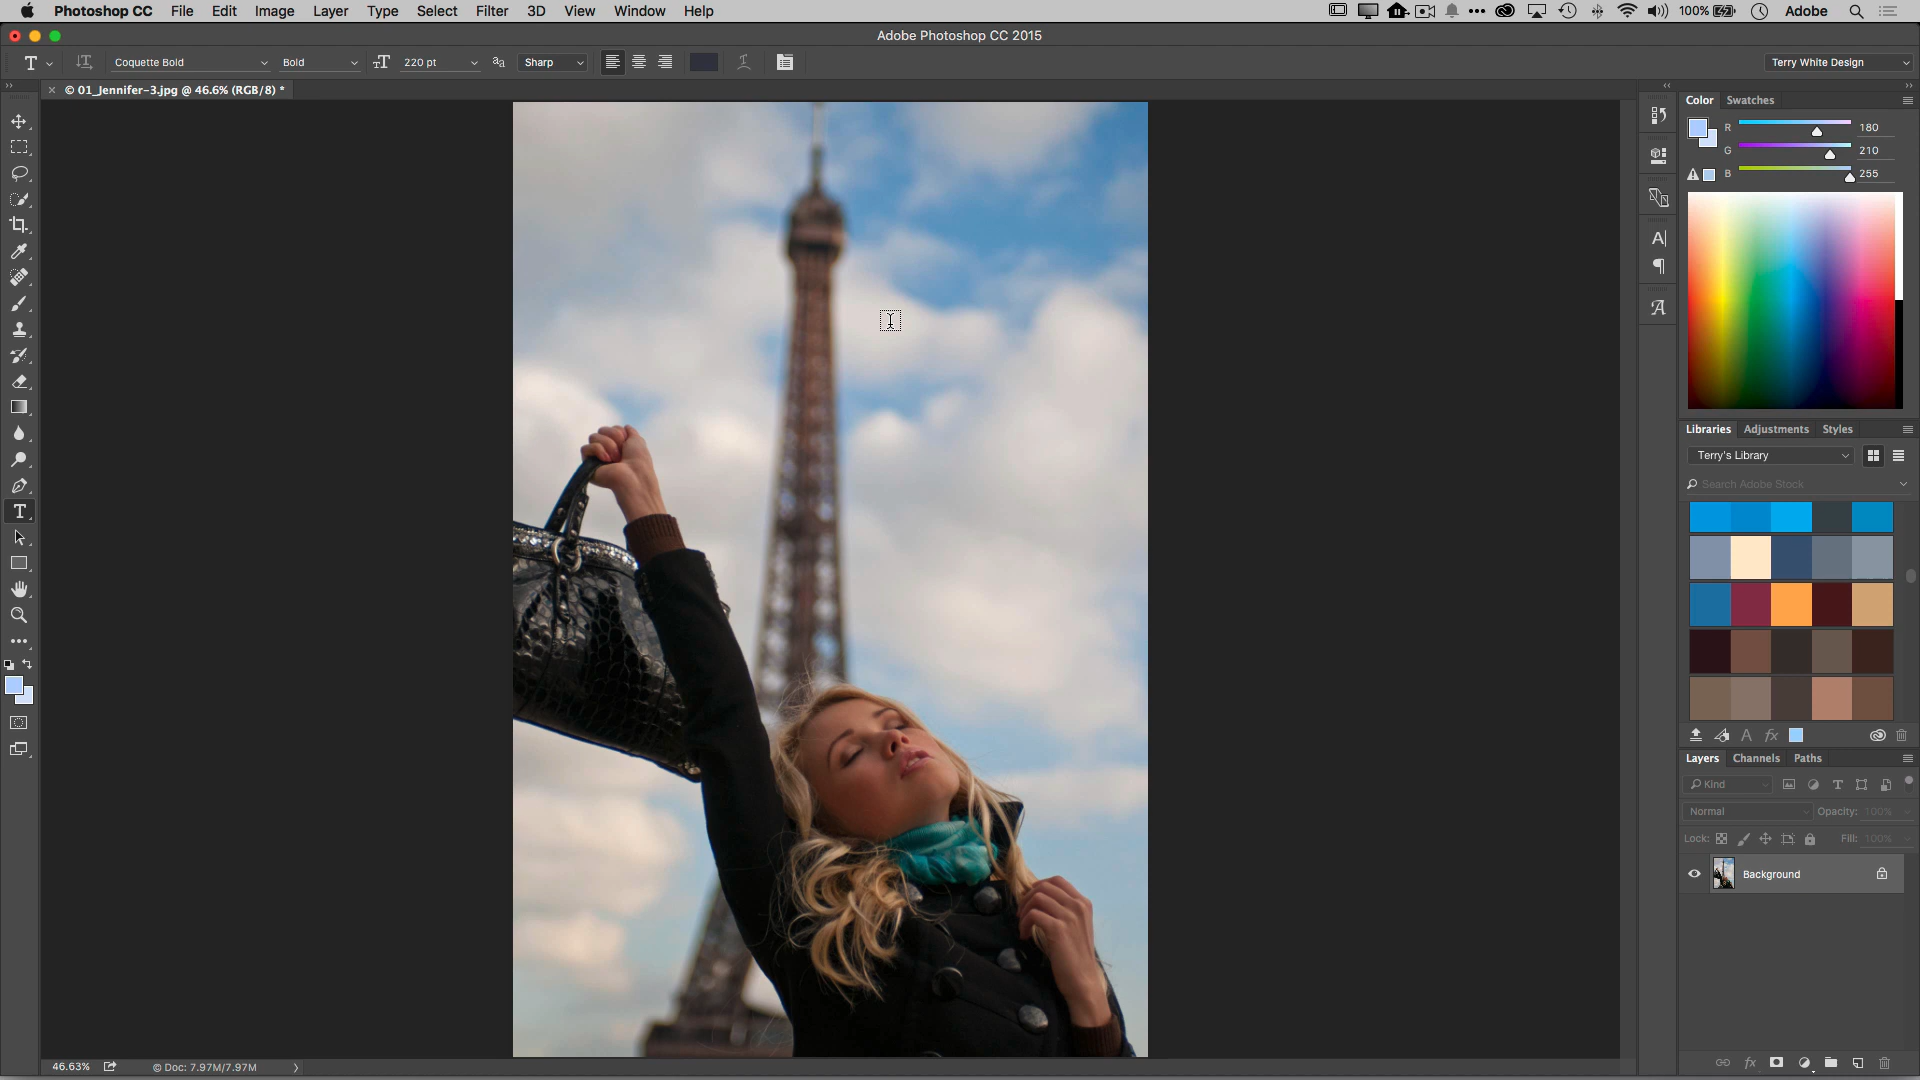 Photoshop CC File Edit Image Layer Type Select Filter 3D View Window Help 100% Adobe
Adobe Photoshop CC 2015
T Coquette Bold Bold 220 pt Sharp Terry White Design
© 01_Jennifer-3.jpg @ 46.6% (RGB/8) *
Color Swatches
R 180
G 210
B 255
Libraries Adjustments Styles
Terry's Library
Search Adobe Stock
Layers Channels Paths
Kind
Normal Opacity: 100%
Lock: Fill: 100%
Background
46.63% © Doc: 7.97M/7.97M